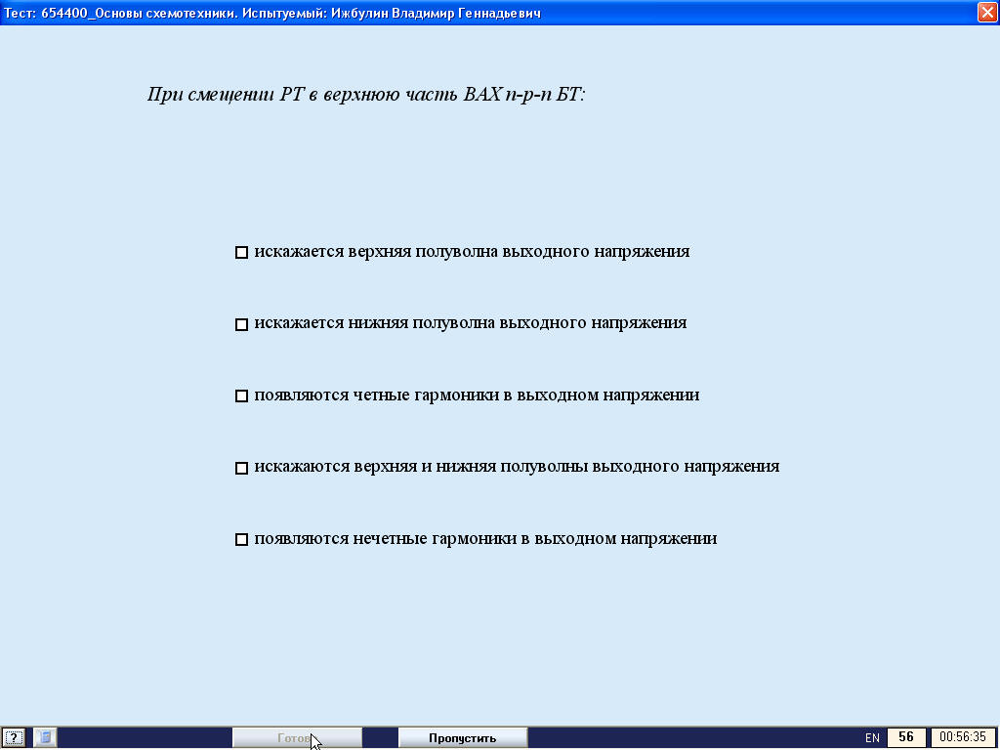 Тест: 654400_Основы схемотехники. Испытуемый: Ижбулин Владимир Геннадьевич
При смещении РТ в верхнюю часть ВАХ n-p-n БТ:
искажается верхняя полуволна выходного напряжения
искажается нижняя полуволна выходного напряжения
появляются четные гармоники в выходном напряжении
искажаются верхняя и нижняя полуволны выходного напряжения
появляются нечетные гармоники в выходном напряжении
? Пропустить EN 56 00:56:35